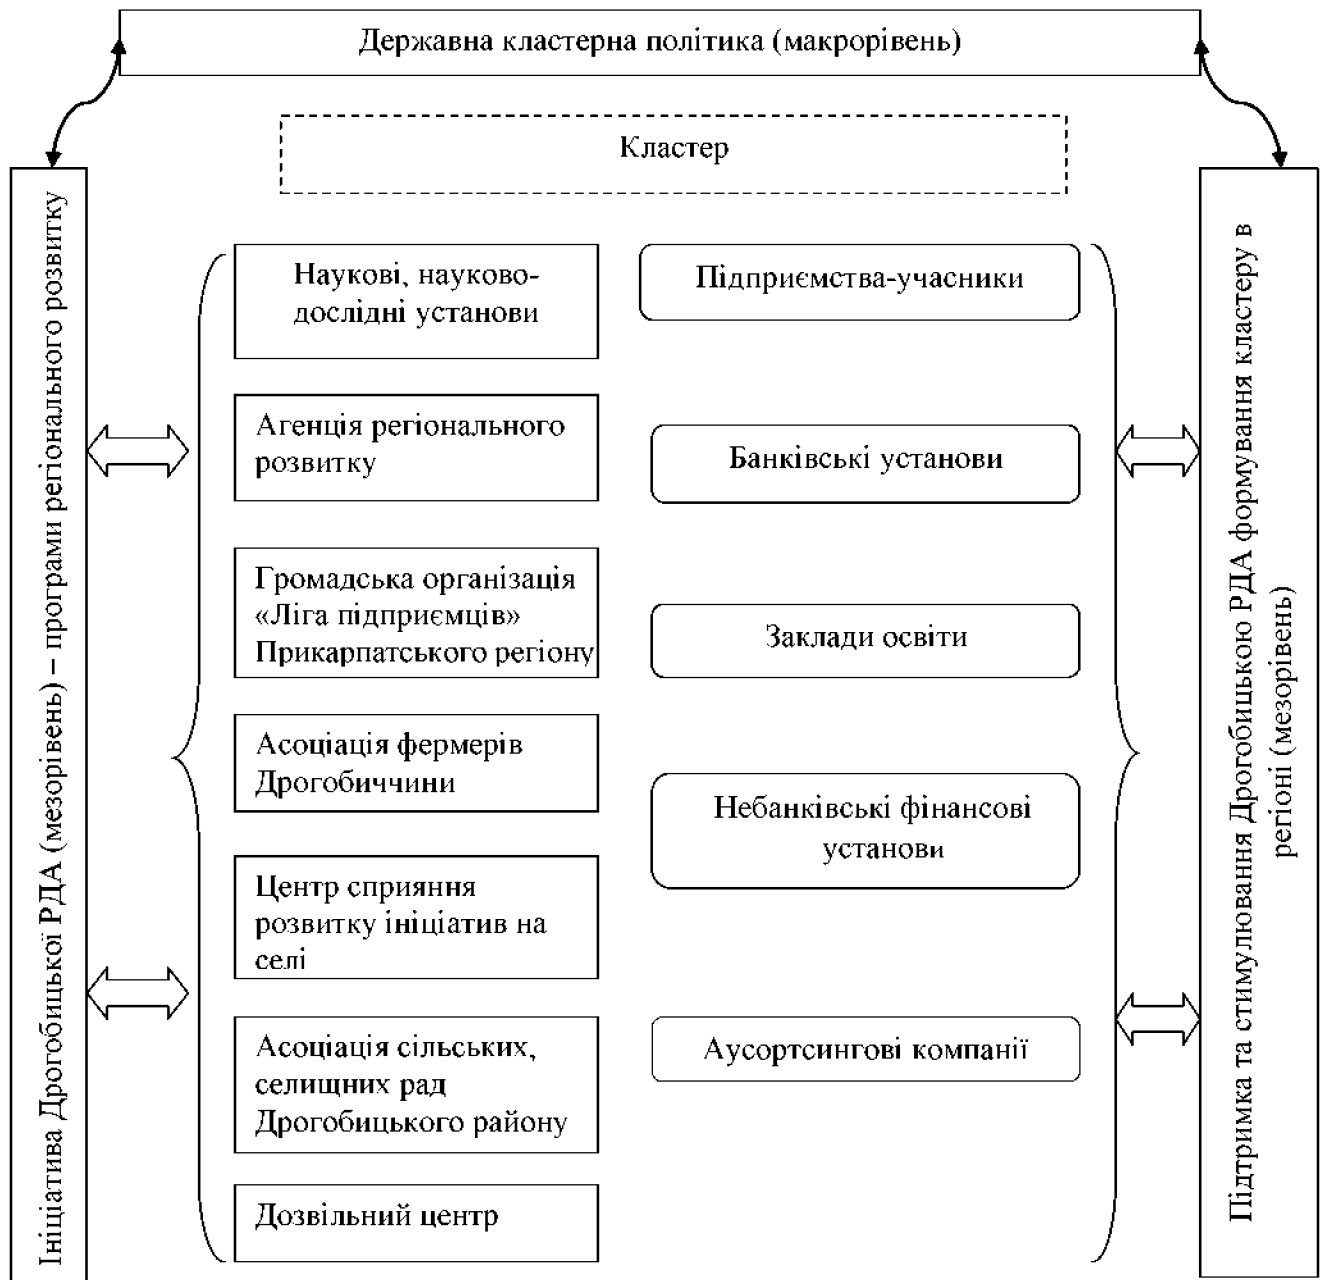 Державна кластерна політика (макрорівень)
Кластер
Ініціатива Дрогобицької РДА (мезорівень) – програми регіонального розвитку
Наукові, науково-
дослідні установи
Агенція регіонального
розвитку
Громадська організація
«Ліга підприємців»
Прикарпатського регіону
Асоціація фермерів
Дрогобиччини
Центр сприяння
розвитку ініціатив на
селі
Асоціація сільських,
селищних рад
Дрогобицького району
Дозвільний центр
Підприємства-учасники
Банківські установи
Заклади освіти
Небанківські фінансові
установи
Аусортсингові компанії
Підтримка та стимулювання Дрогобицькою РДА формування кластеру в
регіоні (мезорівень)